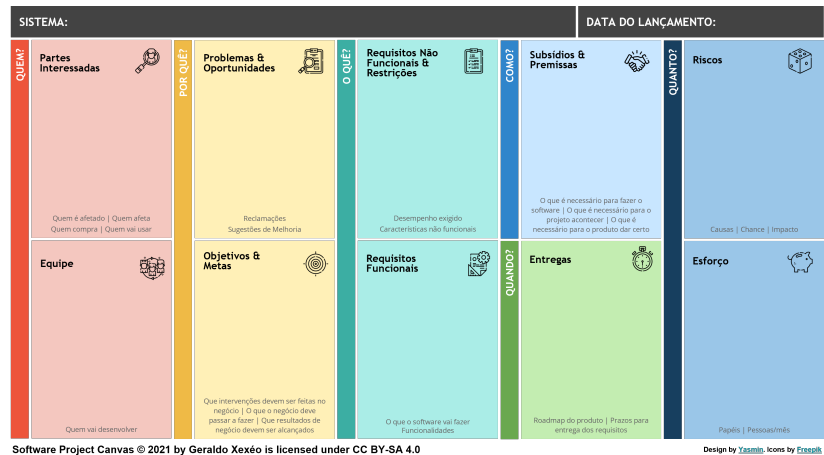 SISTEMA:
DATA DO LANÇAMENTO:
QUEM?
Partes
Interessadas
Quem é afetado | Quem afeta
Quem compra | Quem vai usar
Equipe
Quem vai desenvolver
POR QUÊ?
Problemas &
Oportunidades
Reclamações
Sugestões de Melhoria
Objetivos &
Metas
Que intervenções devem ser feitas no
negócio | O que o negócio deve
passar a fazer | Que resultados de
negócio devem ser alcançados
O QUÊ?
Requisitos Não
Funcionais &
Restrições
Desempenho exigido
Características não funcionais
Requisitos
Funcionais
O que o software vai fazer
Funcionalidades
COMO?
Subsídios &
Premissas
O que é necessário para fazer o
software | O que é necessário para o
projeto acontecer | O que é
necessário para o produto dar certo
QUANDO?
Entregas
Roadmap do produto | Prazos para
entrega dos requisitos
QUANTO?
Riscos
Causas | Chance | Impacto
Esforço
Papéis | Pessoas/mês
Software Project Canvas © 2021 by Geraldo Xexéo is licensed under CC BY-SA 4.0
Design by Yasmin. Icons by Freepik